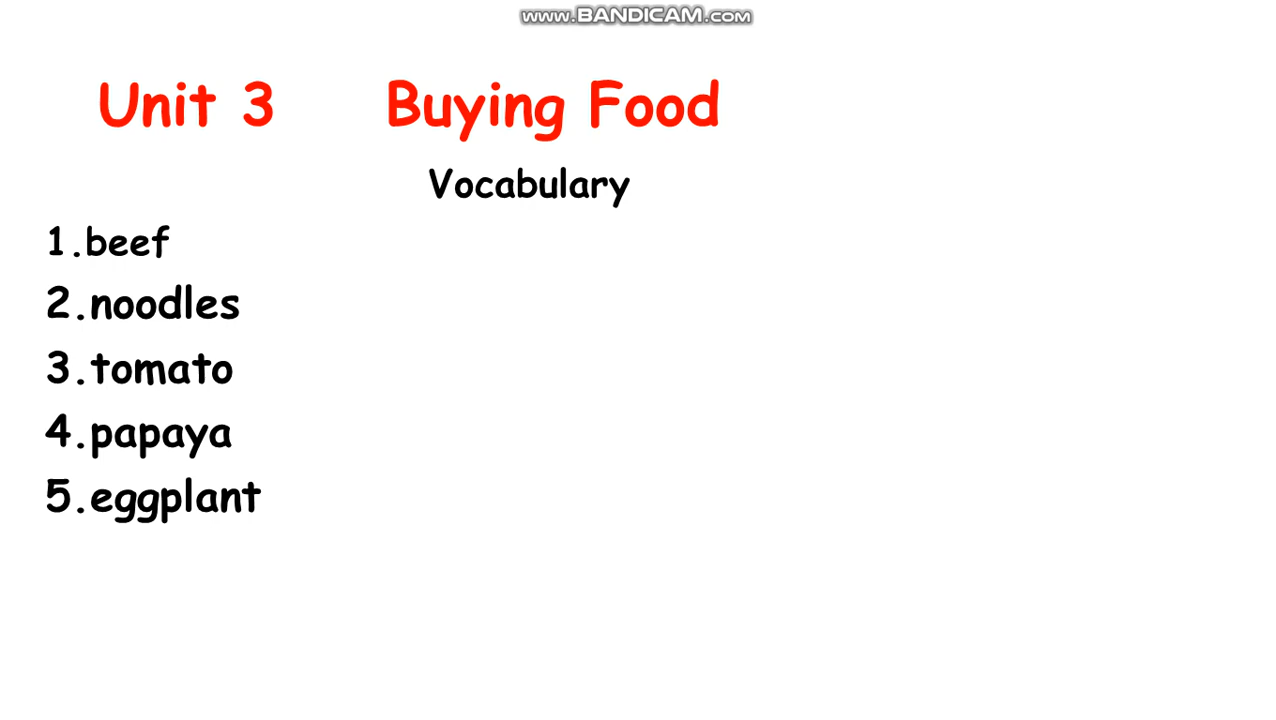 www.BANDICAM.com
Unit 3 Buying Food
Vocabulary
1.beef
2.noodles
3.tomato
4.papaya
5.eggplant